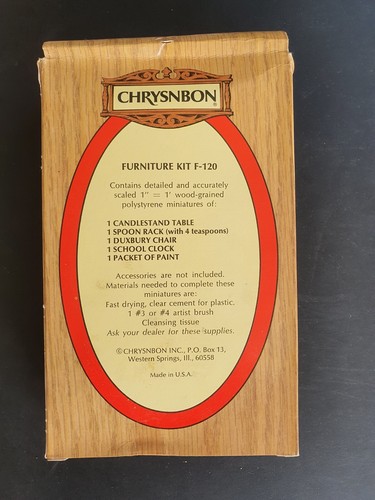 CHRYSNBON®
FURNITURE KIT F-120
Contains detailed and accurately
scaled 1" = 1' wood-grained
polystyrene miniatures of:
1 CANDLESTAND TABLE
1 SPOON RACK (with 4 teaspoons)
1 DUXBURY CHAIR
1 SCHOOL CLOCK
1 PACKET OF PAINT
Accessories are not included.
Materials needed to complete these
miniatures are:
Fast drying, clear cement for plastic.
1 #3 or #4 artist brush
Cleansing tissue
Ask your dealer for these supplies.
© CHRYSNBON INC., P.O. Box 13,
Western Springs, Ill., 60558
Made in U.S.A.